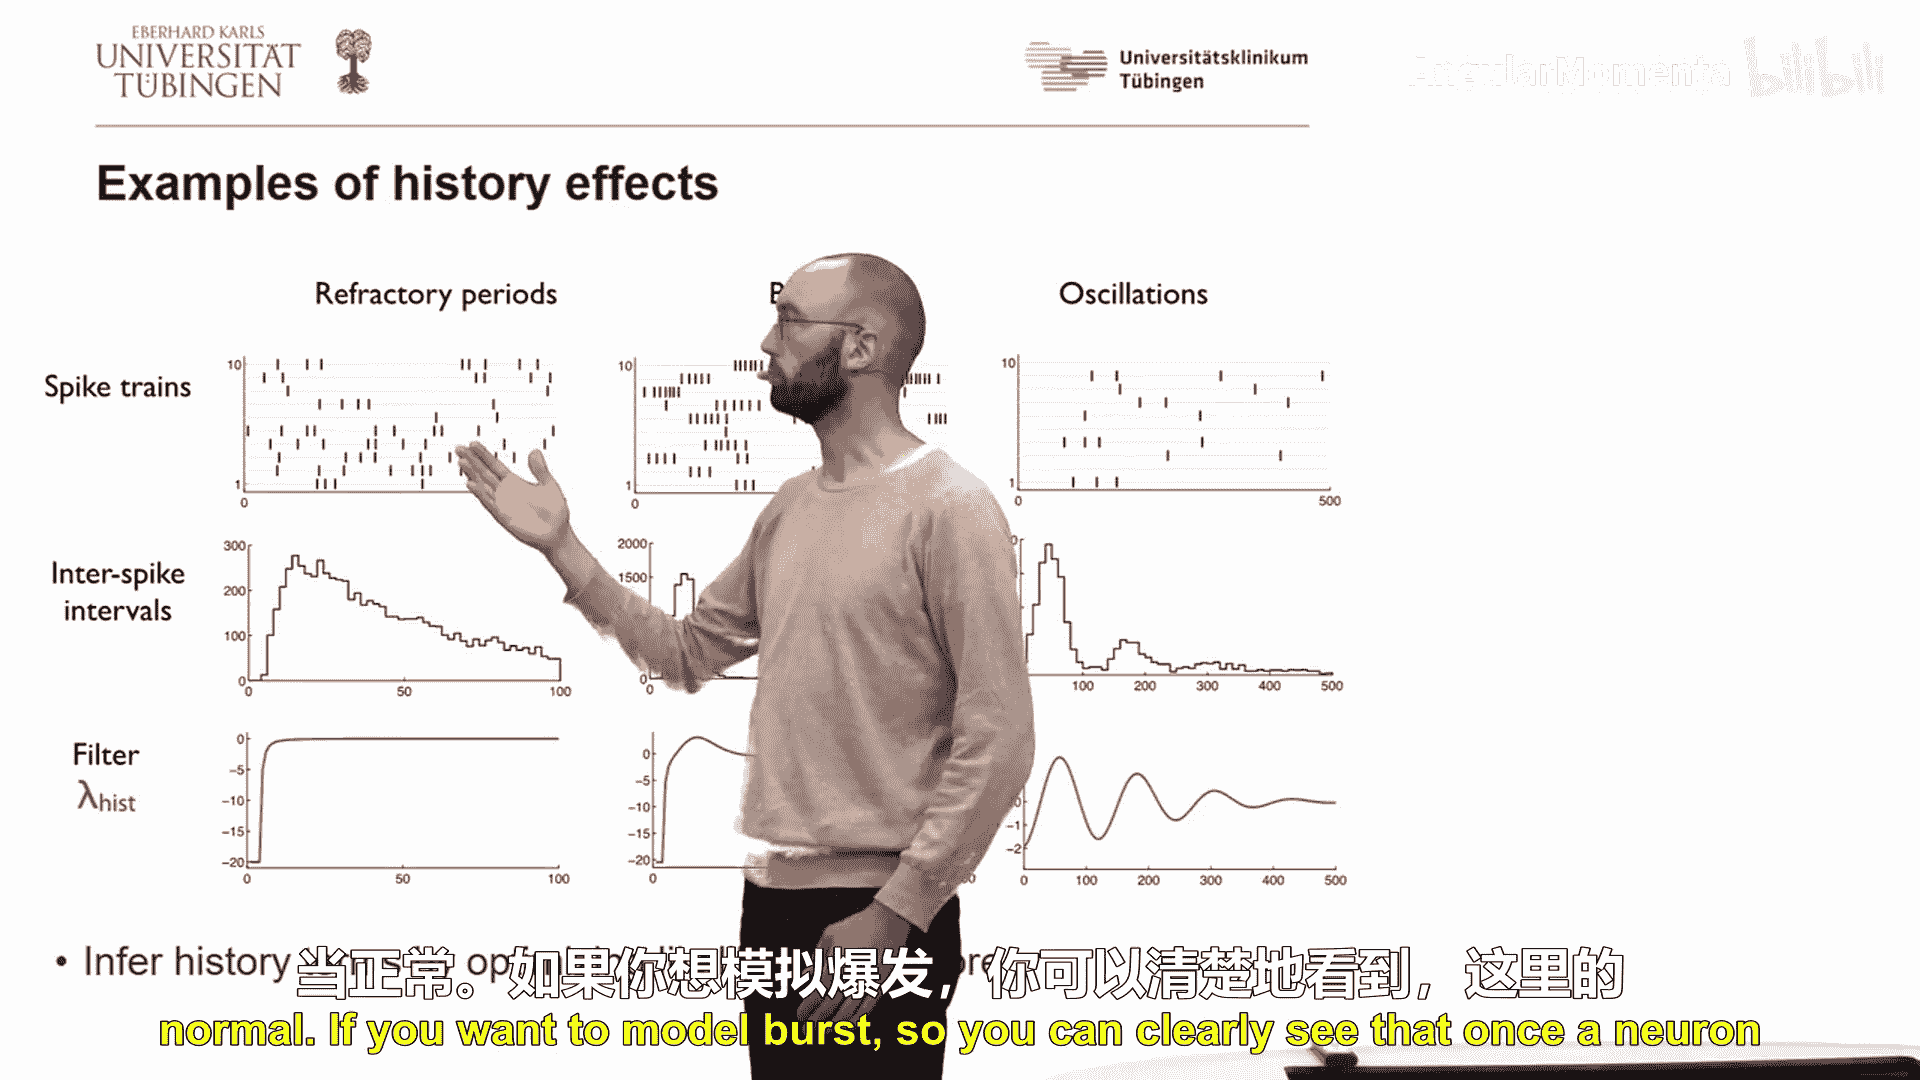 EBERHARD KARLS
UNIVERSITÄT
TÜBINGEN
Universitätsklinikum
Tübingen
AngularMomenta bilibili
Examples of history effects
Refractory periods
Oscillations
Spike trains
10
1
0
10
1
0
10
1
0
500
Inter-spike
intervals
300
200
100
0
0
50
100
2000
1500
0
0
100
200
300
400
500
Filter
λhist
0
−5
−10
−15
−20
0
50
100
0
−5
−10
−15
−20
0
0
−1
−2
0
100
200
300
400
500
• Infer history
当正常。如果你想模拟爆发，你可以清楚地看到，这里的
normal. If you want to model burst, so you can clearly see that once a neuron